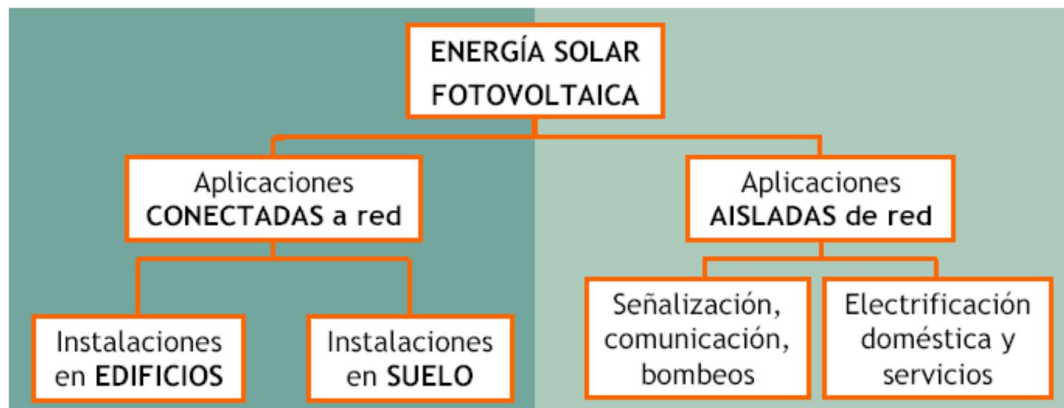 ENERGÍA SOLAR
FOTOVOLTAICA
Aplicaciones
CONECTADAS a red
Aplicaciones
AISLADAS de red
Instalaciones
en EDIFICIOS
Instalaciones
en SUELO
Señalización,
comunicación,
bombeos
Electrificación
doméstica y
servicios